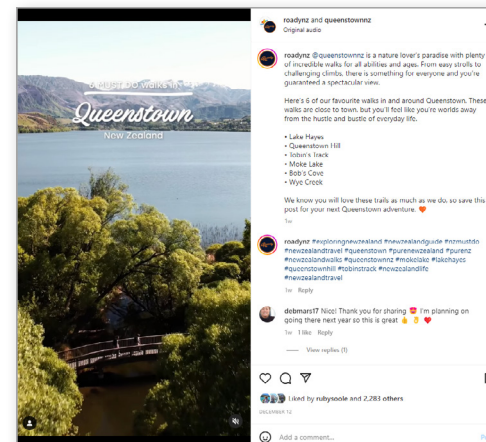 6 MUST DO walks in
Queenstown
New Zealand
roadynz and queenstownnz
Original audio
roadynz @queenstownnz is a nature lover's paradise with plenty
of incredible walks for all abilities and ages. From easy strolls to
challenging climbs, there is something for everyone and you're
guaranteed a spectacular view.
Here's 6 of our favourite walks in and around Queenstown. These
walks are close to town, but you'll feel like you're worlds away
from the hustle and bustle of everyday life.
• Lake Hayes
• Queenstown Hill
• Tobin's Track
• Moke Lake
• Bob's Cove
• Wye Creek
We know you will love these trails as much as we do, so save this
post for your next Queenstown adventure. 🧡
1w
roadynz #exploringnewzealand #newzealandguide #nzmustdo
#newzealandtravel #queenstown #purenewzealand #purenz
#newzealandwalks #queenstownnz #mokelake #lakehayes
#queenstownhill #tobinstrack #newzealandlife
#newzealandtravel
1w Reply
debmars17 Nice! Thank you for sharing 😍 I'm planning on
going there next year so this is great 👍 👌 ❤️
1w 1 like Reply
View replies (1)
Liked by rubysoole and 2,283 others
DECEMBER 12
Add a comment...